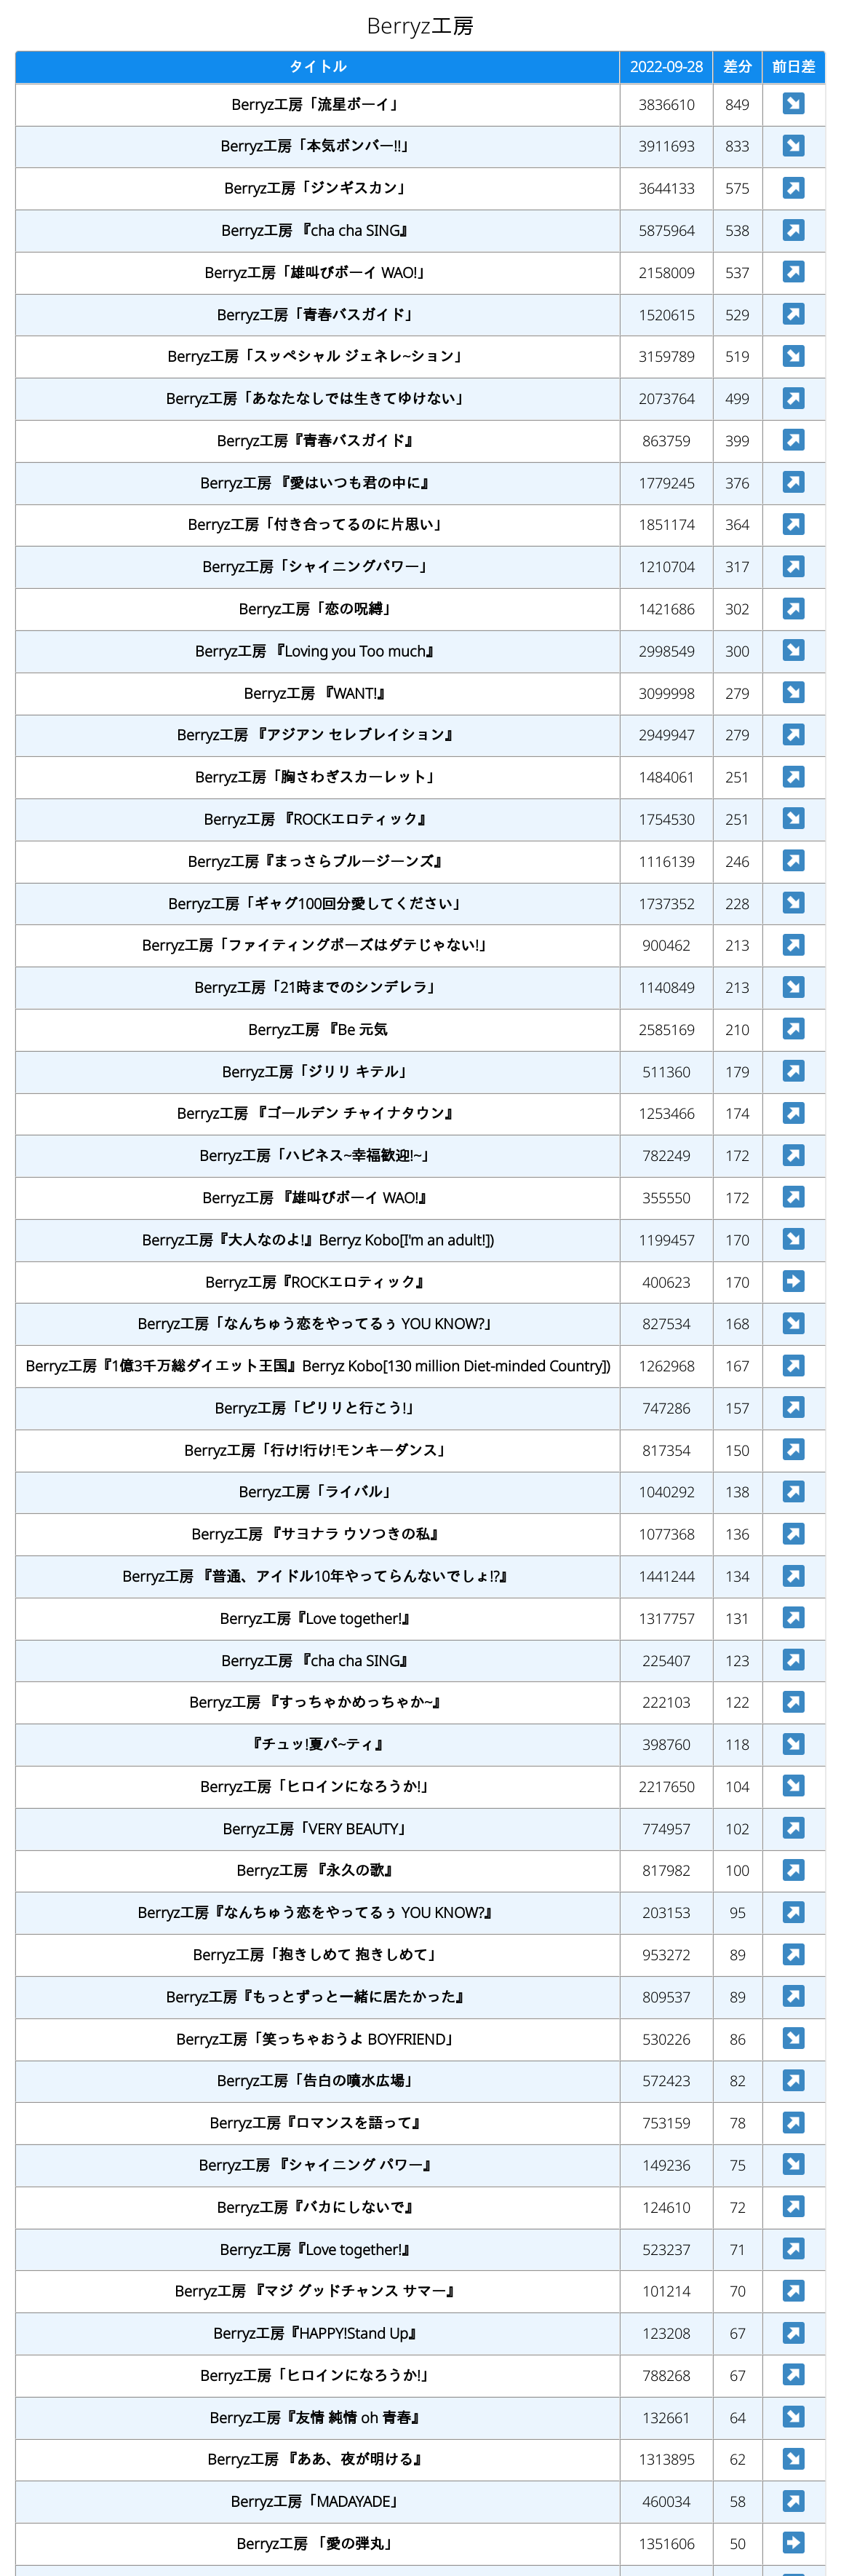 Berryz工房
タイトル 2022-09-28 差分 前日差
Berryz工房「流星ボーイ」 3836610 849 ↘
Berryz工房「本気ボンバー!!」 3911693 833 ↘
Berryz工房「ジンギスカン」 3644133 575 ↗
Berryz工房 『cha cha SING』 5875964 538 ↗
Berryz工房「雄叫びボーイ WAO!」 2158009 537 ↗
Berryz工房「青春バスガイド」 1520615 529 ↗
Berryz工房「スッペシャル ジェネレ~ション」 3159789 519 ↘
Berryz工房「あなたなしでは生きてゆけない」 2073764 499 ↗
Berryz工房『青春バスガイド』 863759 399 ↗
Berryz工房 『愛はいつも君の中に』 1779245 376 ↗
Berryz工房「付き合ってるのに片思い」 1851174 364 ↗
Berryz工房「シャイニングパワー」 1210704 317 ↗
Berryz工房「恋の呪縛」 1421686 302 ↗
Berryz工房 『Loving you Too much』 2998549 300 ↘
Berryz工房 『WANT!』 3099998 279 ↘
Berryz工房 『アジアン セレブレイション』 2949947 279 ↗
Berryz工房「胸さわぎスカーレット」 1484061 251 ↗
Berryz工房 『ROCKエロティック』 1754530 251 ↘
Berryz工房『まっさらブルージーンズ』 1116139 246 ↗
Berryz工房「ギャグ100回分愛してください」 1737352 228 ↘
Berryz工房「ファイティングポーズはダテじゃない!」 900462 213 ↗
Berryz工房「21時までのシンデレラ」 1140849 213 ↘
Berryz工房 『Be 元気 2585169 210 ↗
Berryz工房「ジリリ キテル」 511360 179 ↗
Berryz工房 『ゴールデン チャイナタウン』 1253466 174 ↗
Berryz工房「ハピネス~幸福歓迎!~」 782249 172 ↗
Berryz工房 『雄叫びボーイ WAO!』 355550 172 ↗
Berryz工房『大人なのよ!』Berryz Kobo[I'm an adult!]) 1199457 170 ↘
Berryz工房『ROCKエロティック』 400623 170 →
Berryz工房「なんちゅう恋をやってるぅ YOU KNOW?」 827534 168 ↘
Berryz工房『1億3千万総ダイエット王国』Berryz Kobo[130 million Diet-minded Country]) 1262968 167 ↗
Berryz工房「ピリリと行こう!」 747286 157 ↗
Berryz工房「行け!行け!モンキーダンス」 817354 150 ↗
Berryz工房「ライバル」 1040292 138 ↗
Berryz工房 『サヨナラ ウソつきの私』 1077368 136 ↗
Berryz工房 『普通、アイドル10年やってらんないでしょ!?』 1441244 134 ↗
Berryz工房『Love together!』 1317757 131 ↗
Berryz工房 『cha cha SING』 225407 123 ↗
Berryz工房 『すっちゃかめっちゃか~』 222103 122 ↗
『チュッ!夏パ~ティ』 398760 118 ↘
Berryz工房「ヒロインになろうか!」 2217650 104 ↘
Berryz工房「VERY BEAUTY」 774957 102 ↗
Berryz工房 『永久の歌』 817982 100 ↗
Berryz工房『なんちゅう恋をやってるぅ YOU KNOW?』 203153 95 ↗
Berryz工房「抱きしめて 抱きしめて」 953272 89 ↗
Berryz工房『もっとずっと一緒に居たかった』 809537 89 ↗
Berryz工房「笑っちゃおうよ BOYFRIEND」 530226 86 ↘
Berryz工房「告白の噴水広場」 572423 82 ↗
Berryz工房『ロマンスを語って』 753159 78 ↗
Berryz工房 『シャイニング パワー』 149236 75 ↘
Berryz工房『バカにしないで』 124610 72 ↗
Berryz工房『Love together!』 523237 71 ↗
Berryz工房 『マジ グッドチャンス サマー』 101214 70 ↗
Berryz工房『HAPPY!Stand Up』 123208 67 ↗
Berryz工房「ヒロインになろうか!」 788268 67 ↗
Berryz工房『友情 純情 oh 青春』 132661 64 ↘
Berryz工房 『ああ、夜が明ける』 1313895 62 ↘
Berryz工房「MADAYADE」 460034 58 ↗
Berryz工房 「愛の弾丸」 1351606 50 →